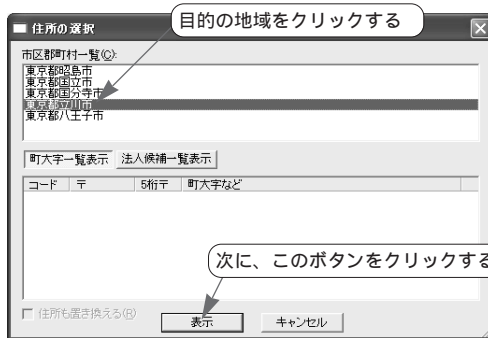 目的の地域をクリックする
住所の選択
市区郡町村一覧(C):
東京都昭島市
東京都国立市
東京都国分寺市
東京都立川市
東京都八王子市
町大字一覧表示 法人候補一覧表示
コード 〒 5桁〒 町大字など
次に、このボタンをクリックする
住所も置き換える(R)
表示 キャンセル